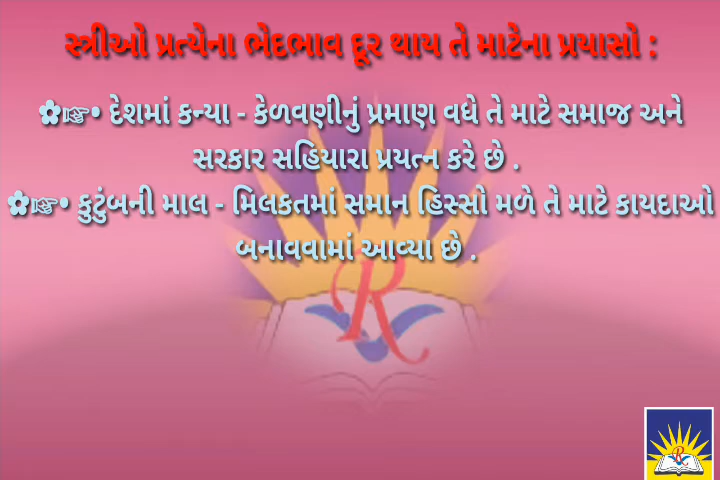 સ્ત્રીઓ પ્રત્યેના ભેદભાવ દૂર થાય તે માટેના પ્રયાસો :
✿☞• દેશમાં કન્યા - કેળવણીનું પ્રમાણ વધે તે માટે સમાજ અને
સરકાર સહિયારા પ્રયત્ન કરે છે .
✿☞• કુટુંબની માલ - મિલકતમાં સમાન હિસ્સો મળે તે માટે કાયદાઓ
બનાવવામાં આવ્યા છે .
R
R